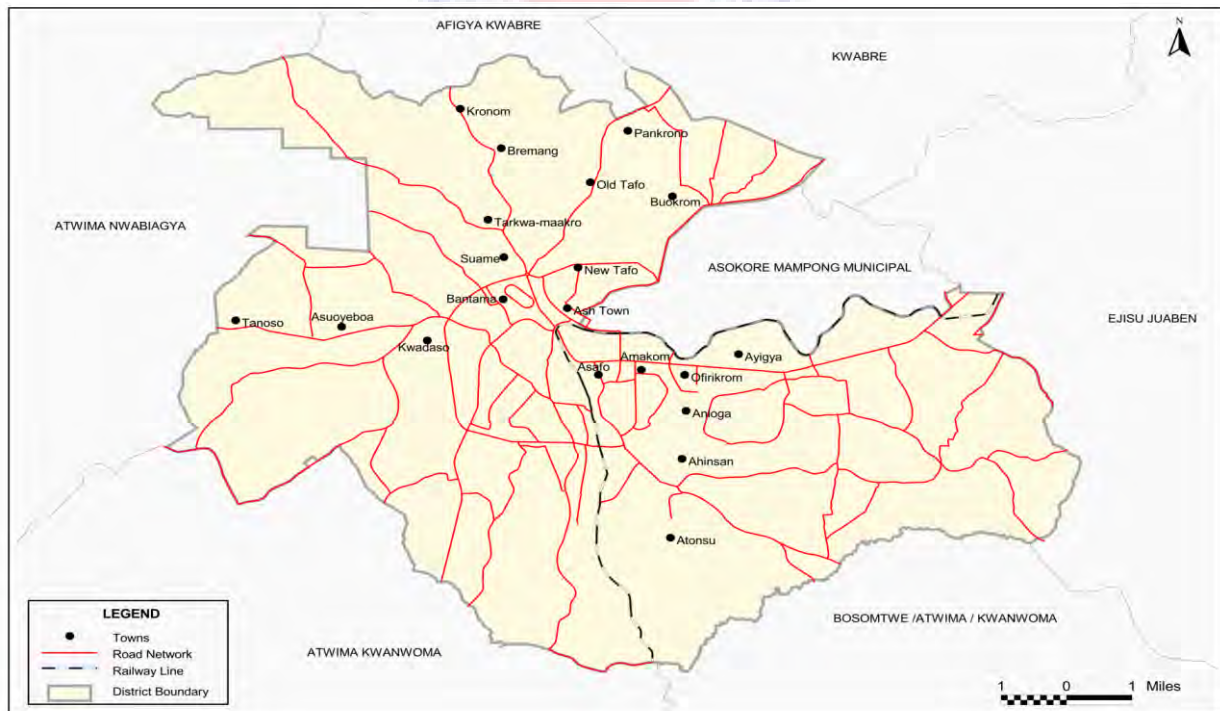 AFIGYA KWABRE
KWABRE
N
Kronom
Pankrono
Bremang
Old Tafo
Buokrom
Tarkwa-maakro
ATWIMA NWABIAGYA
Suame
New Tafo
ASOKORE MAMPONG MUNICIPAL
Bantama
Ash Town
EJISU JUABEN
Tanoso
Asuoyeboa
Kwadaso
Amakom
Ayigya
Asafo
Ofirikrom
Anloga
Ahinsan
Atonsu
LEGEND
Towns
Road Network
Railway Line
District Boundary
ATWIMA KWANWOMA
BOSOMTWE /ATWIMA / KWANWOMA
1 0 1 Miles